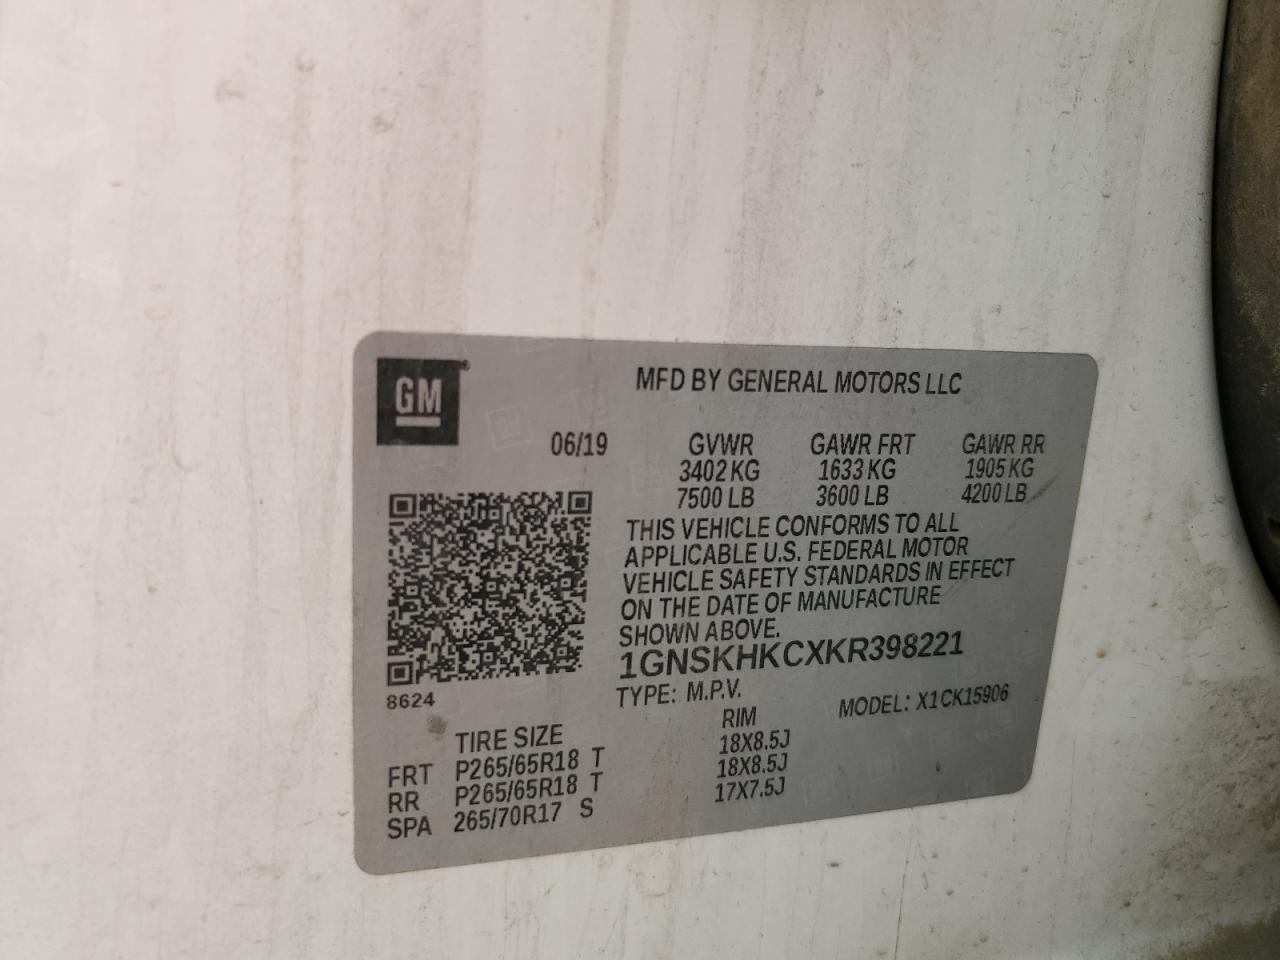 GM
MFD BY GENERAL MOTORS LLC
06/19 GVWR GAWR FRT GAWR RR
3402 KG 1633 KG 1905 KG
7500 LB 3600 LB 4200 LB
THIS VEHICLE CONFORMS TO ALL
APPLICABLE U.S. FEDERAL MOTOR
VEHICLE SAFETY STANDARDS IN EFFECT
ON THE DATE OF MANUFACTURE
SHOWN ABOVE.
1GNSKHKCXKR398221
8624
TYPE: M.P.V. MODEL: X1CK15906
TIRE SIZE RIM
FRT P265/65R18 T 18X8.5J
RR P265/65R18 T 18X8.5J
SPA 265/70R17 S 17X7.5J